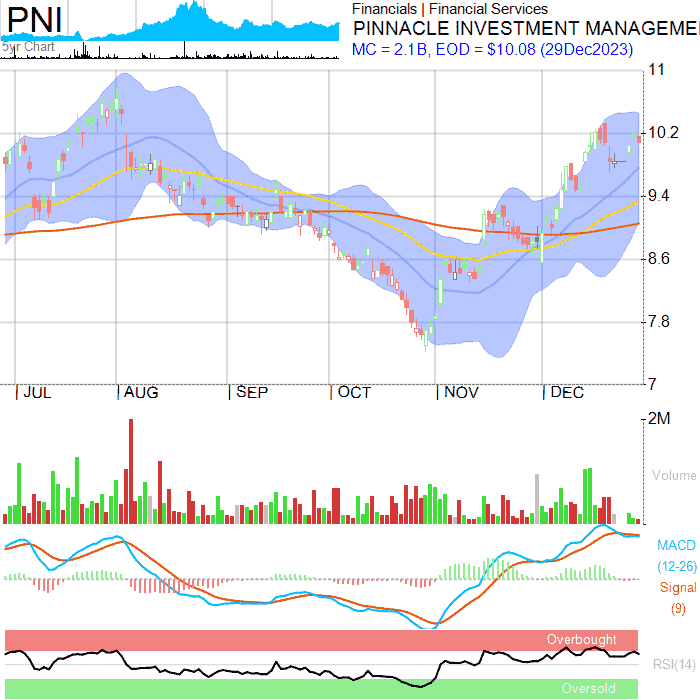 PNI
5yr Chart
Financials | Financial Services
PINNACLE INVESTMENT MANAGEME
MC = 2.1B, EOD = $10.08 (29Dec2023)
11
10.2
9.4
8.6
7.8
7
JUL AUG SEP OCT NOV DEC
2M
Volume
MACD
(12-26)
Signal
(9)
Overbought
RSI(14)
Oversold